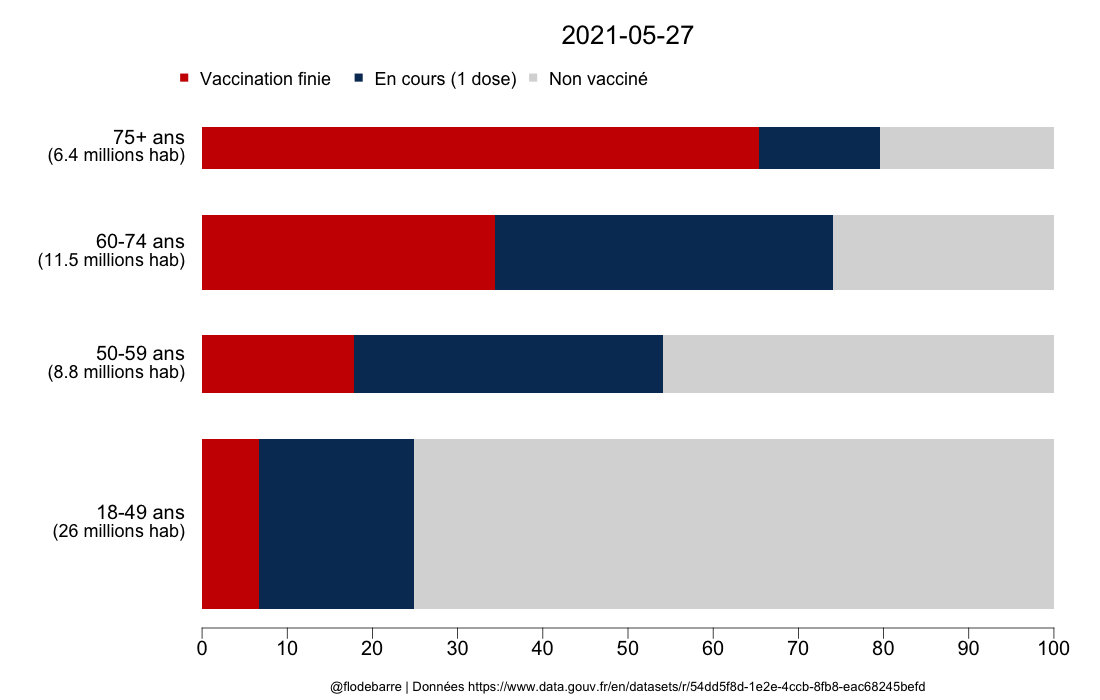 2021-05-27
Vaccination finie
En cours (1 dose)
Non vacciné
75+ ans
(6.4 millions hab)
60-74 ans
(11.5 millions hab)
50-59 ans
(8.8 millions hab)
18-49 ans
(26 millions hab)
0 10 20 30 40 50 60 70 80 90 100
@flodebarre | Données https://www.data.gouv.fr/en/datasets/r/54dd5f8d-1e2e-4ccb-8fb8-eac68245befd